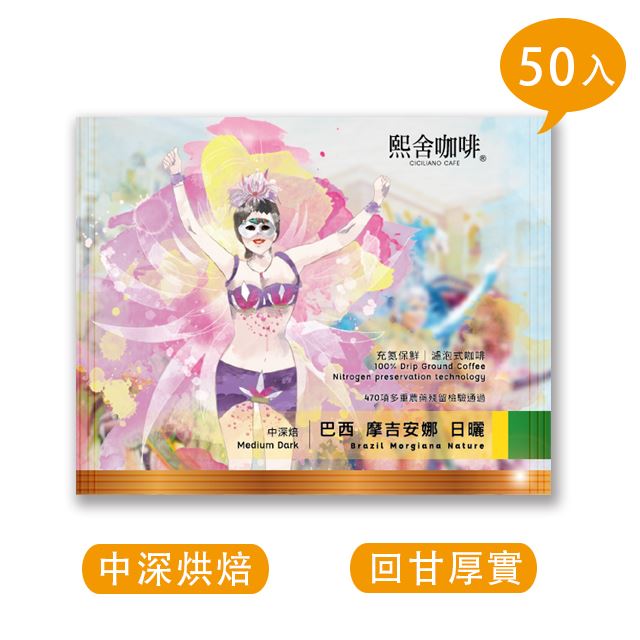 50入
熙舍咖啡®
CICILIANO CAFE
充氮保鮮｜濾泡式咖啡
100% Drip Ground Coffee
Nitrogen preservation technology
470項多重農藥殘留檢驗通過
中深焙
Medium Dark
巴西 摩吉安娜 日曬
Brazil Morgiana Nature
中深烘焙
回甘厚實